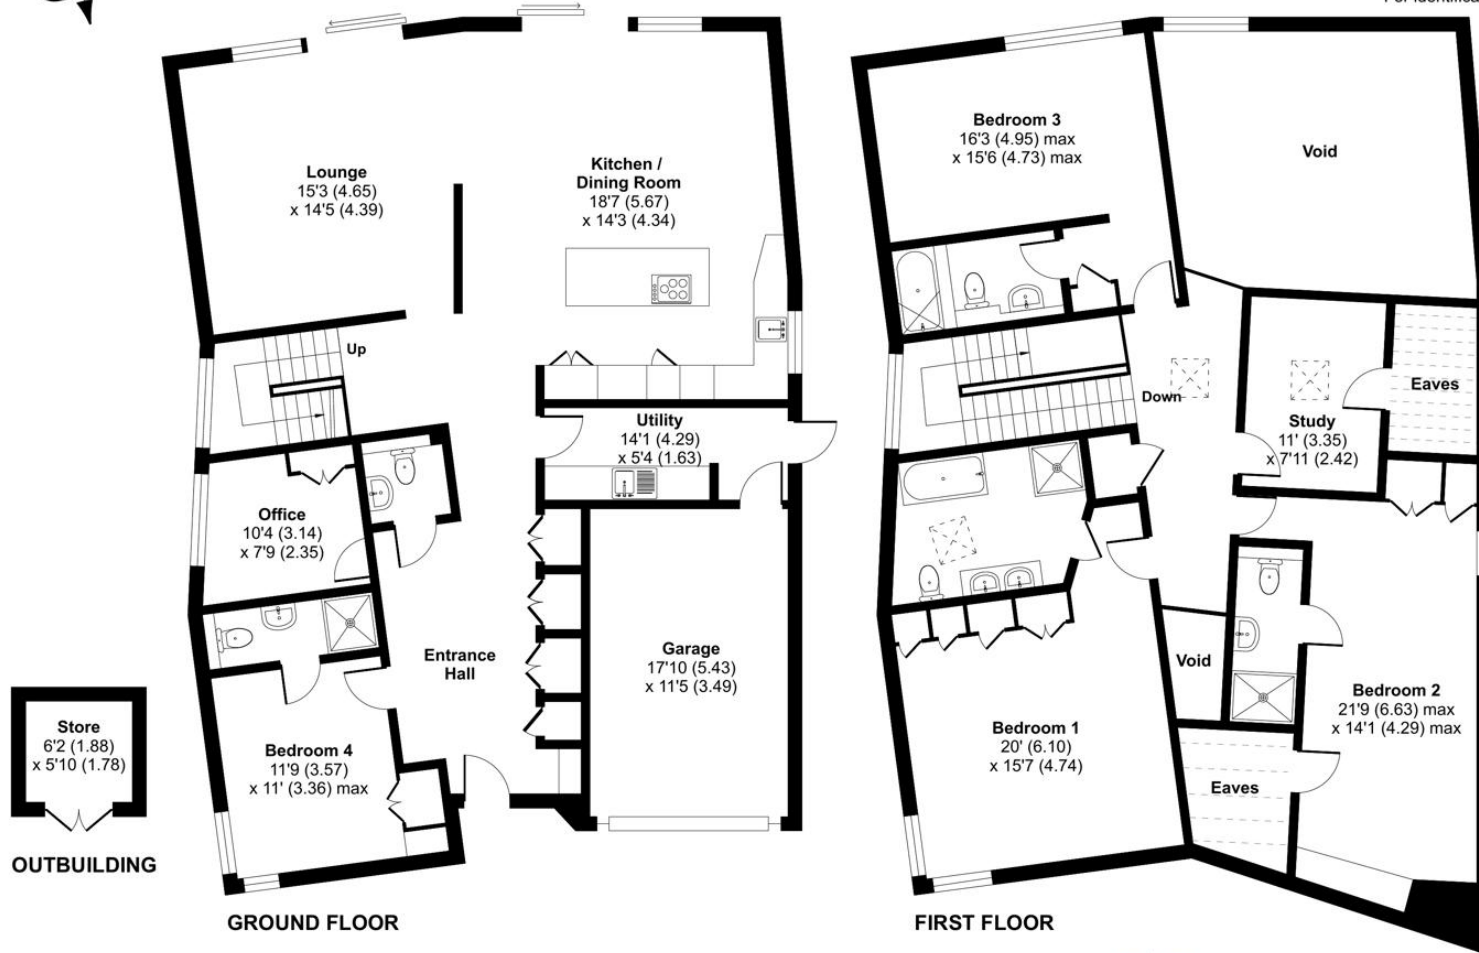 Lounge
15'3 (4.65)
x 14'5 (4.39)
Kitchen /
Dining Room
18'7 (5.67)
x 14'3 (4.34)
Up
Utility
14'1 (4.29)
x 5'4 (1.63)
Office
10'4 (3.14)
x 7'9 (2.35)
Entrance
Hall
Garage
17'10 (5.43)
x 11'5 (3.49)
Bedroom 4
11'9 (3.57)
x 11' (3.36) max
Store
6'2 (1.88)
x 5'10 (1.78)
OUTBUILDING
GROUND FLOOR
Bedroom 3
16'3 (4.95) max
x 15'6 (4.73) max
Void
Down
Study
11' (3.35)
x 7'11 (2.42)
Eaves
Void
Bedroom 1
20' (6.10)
x 15'7 (4.74)
Bedroom 2
21'9 (6.63) max
x 14'1 (4.29) max
Eaves
FIRST FLOOR